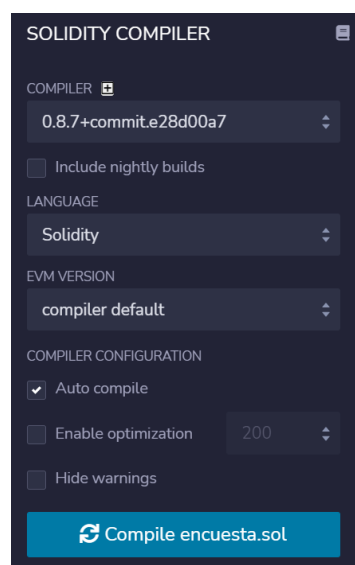 SOLIDITY COMPILER
COMPILER
0.8.7+commit.e28d00a7
Include nightly builds
LANGUAGE
Solidity
EVM VERSION
compiler default
COMPILER CONFIGURATION
Auto compile
Enable optimization 200
Hide warnings
Compile encuesta.sol